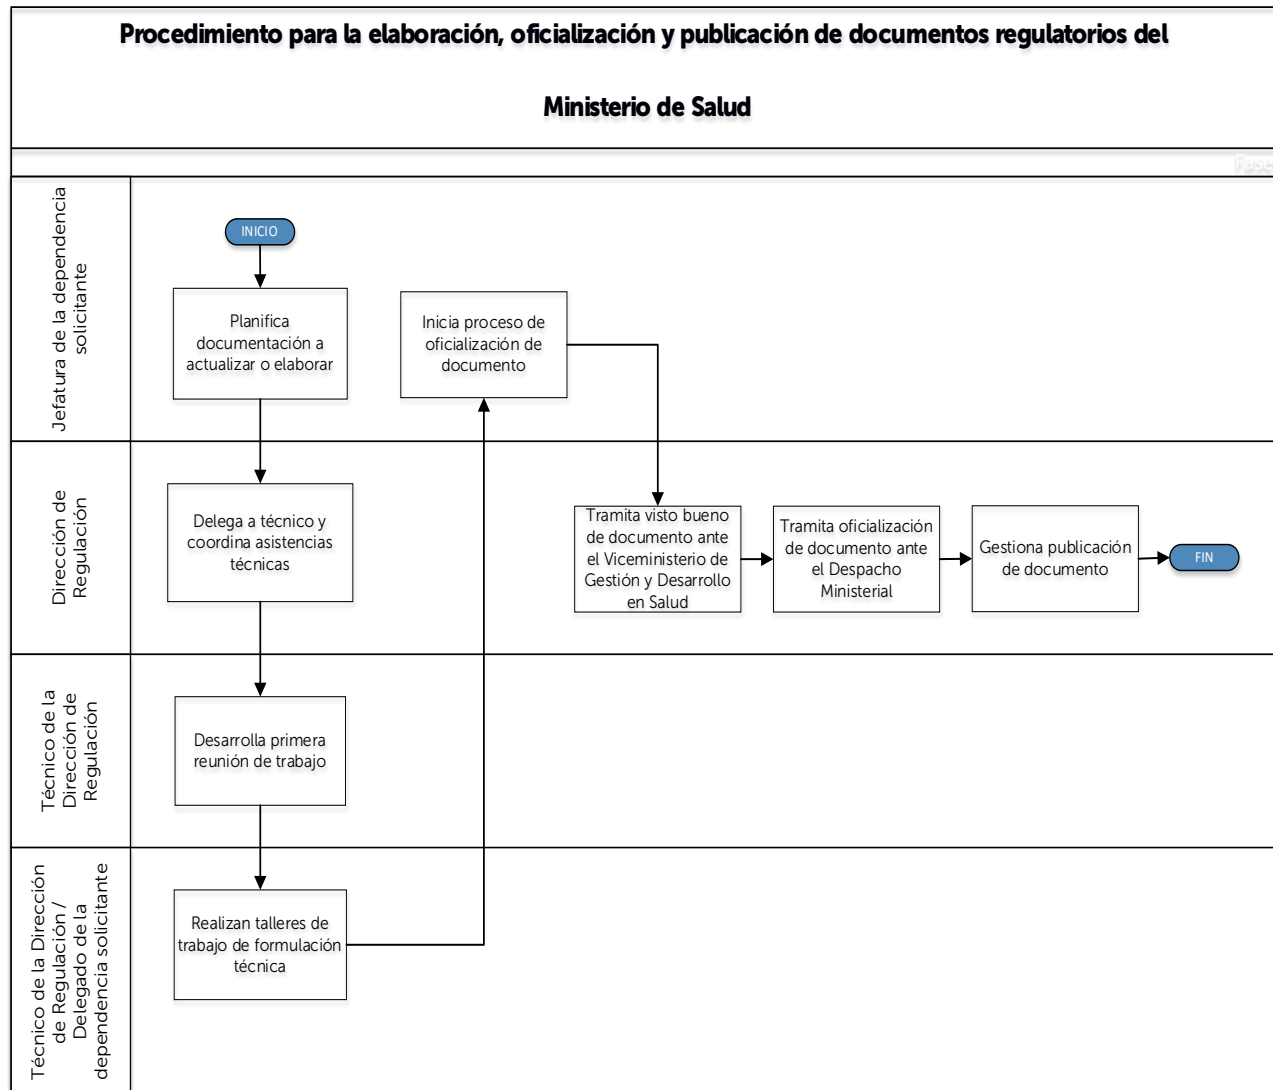 Procedimiento para la elaboración, oficialización y publicación de documentos regulatorios del
Ministerio de Salud
Fase
Jefatura de la dependencia
solicitante
INICIO
Planifica
documentación a
actualizar o elaborar
Inicia proceso de
oficialización de
documento
Dirección de
Regulación
Delega a técnico y
coordina asistencias
técnicas
Tramita visto bueno
de documento ante
el Viceministerio de
Gestión y Desarrollo
en Salud
Tramita oficialización
de documento ante
el Despacho
Ministerial
Gestiona publicación
de documento
FIN
Técnico de la
Dirección de
Regulación
Desarrolla primera
reunión de trabajo
Técnico de la Dirección
de Regulación /
Delegado de la
dependencia solicitante
Realizan talleres de
trabajo de formulación
técnica